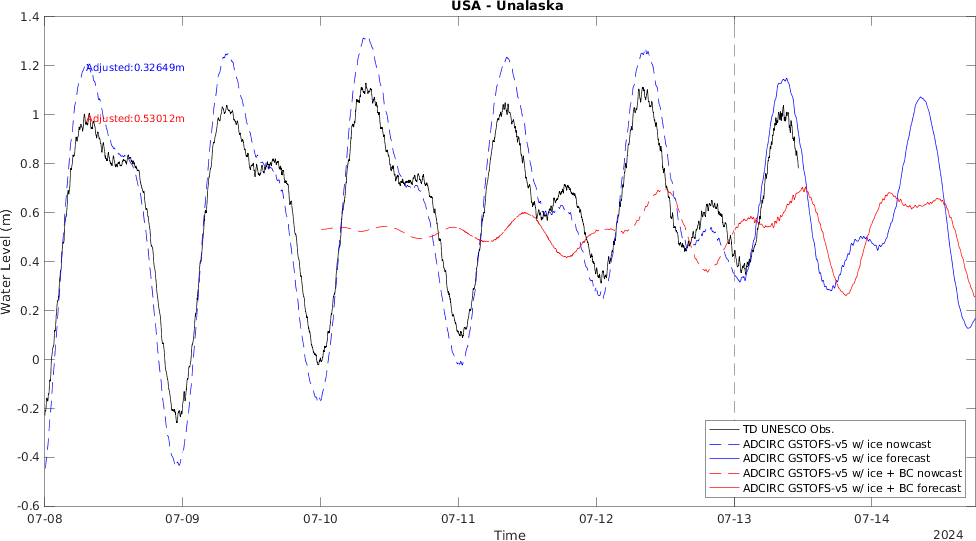 USA - Unalaska
1.4
1.2
1
0.8
0.6
0.4
0.2
0
-0.2
-0.4
-0.6
Water Level (m)
Adjusted:0.32649m
Adjusted:0.53012m
TD UNESCO Obs.
ADCIRC GSTOFS-v5 w/ ice nowcast
ADCIRC GSTOFS-v5 w/ ice forecast
ADCIRC GSTOFS-v5 w/ ice + BC nowcast
ADCIRC GSTOFS-v5 w/ ice + BC forecast
07-08 07-09 07-10 07-11 07-12 07-13 07-14
Time
2024